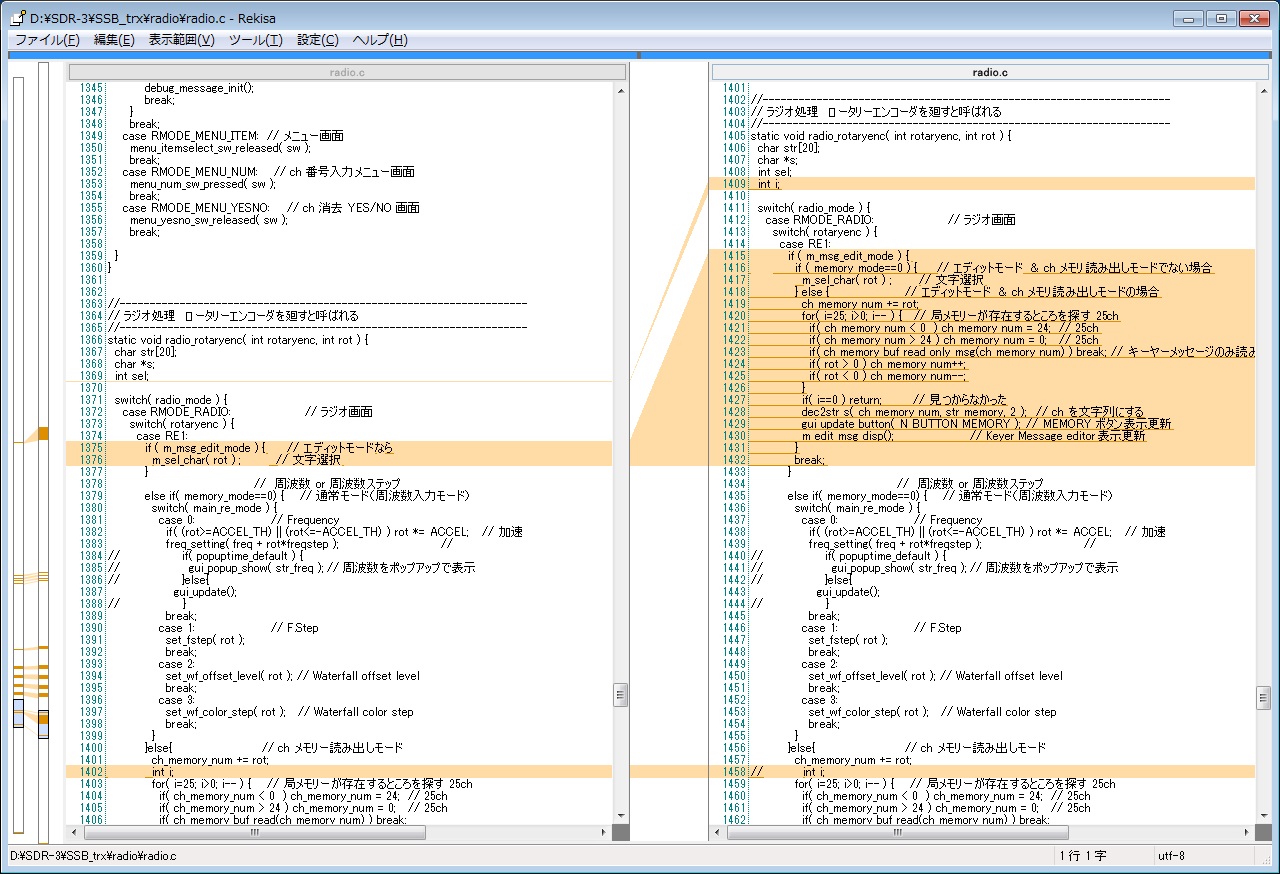 D:¥SDR-3¥SSB_trx¥radio¥radio.c - Rekisa
ファイル(F) 編集(E) 表示範囲(V) ツール(T) 設定(C) ヘルプ(H)
radio.c
1345 debug_message_init();
1346 break;
1347 }
1348 break;
1349 case RMODE_MENU_ITEM: // メニュー画面
1350 menu_itemselect_sw_released( sw );
1351 break;
1352 case RMODE_MENU_NUM: // ch 番号入力メニュー画面
1353 menu_num_sw_pressed( sw );
1354 break;
1355 case RMODE_MENU_YESNO: // ch 消去 YES/NO 画面
1356 menu_yesno_sw_released( sw );
1357 break;
1358
1359 }
1360 }
1361
1362
1363 //--------------------------------------------------------------------
1364 // ラジオ処理 ロータリーエンコーダを廻すと呼ばれる
1365 //--------------------------------------------------------------------
1366 static void radio_rotaryenc( int rotaryenc, int rot ) {
1367 char str[20];
1368 char *s;
1369 int sel;
1370
1371 switch( radio_mode ) {
1372 case RMODE_RADIO: // ラジオ画面
1373 switch( rotaryenc ) {
1374 case RE1:
1375 if ( m_msg_edit_mode ) { // エディットモードなら
1376 m_sel_char( rot ); // 文字選択
1377 }
1378 // 周波数 or 周波数ステップ
1379 else if( memory_mode==0) { // 通常モード(周波数入力モード)
1380 switch( main_re_mode ) {
1381 case 0: // Frequency
1382 if( (rot>=ACCEL_TH) || (rot<=-ACCEL_TH) ) rot *= ACCEL; // 加速
1383 freq_setting( freq + rot*freqstep ); //
1384 // if( popuptime_default ) {
1385 // gui_popup_show( str_freq ); // 周波数をポップアップで表示
1386 // }else{
1387 gui_update();
1388 // }
1389 break;
1390 case 1: // F.Step
1391 set_fstep( rot );
1392 break;
1393 case 2:
1394 set_wf_offset_level( rot ); // Waterfall offset level
1395 break;
1396 case 3:
1397 set_wf_color_step( rot ); // Waterfall color step
1398 break;
1399 }
1400 }else{ // ch メモリー読み出しモード
1401 ch_memory_num += rot;
1402 int i;
1403 for( i=25; i>0; i-- ) { // 局メモリーが存在するところを探す 25ch
1404 if( ch_memory_num < 0 ) ch_memory_num = 24; // 25ch
1405 if( ch_memory_num > 24 ) ch_memory_num = 0; // 25ch
1406 if( ch_memory_buf_read(ch_memory_num) ) break;
radio.c
1401
1402 //--------------------------------------------------------------------
1403 // ラジオ処理 ロータリーエンコーダを廻すと呼ばれる
1404 //--------------------------------------------------------------------
1405 static void radio_rotaryenc( int rotaryenc, int rot ) {
1406 char str[20];
1407 char *s;
1408 int sel;
1409 int i;
1410
1411 switch( radio_mode ) {
1412 case RMODE_RADIO: // ラジオ画面
1413 switch( rotaryenc ) {
1414 case RE1:
1415 if ( m_msg_edit_mode ) {
1416 if ( memory_mode==0 ) { // エディットモード & ch メモリ読み出しモードでない場合
1417 m_sel_char( rot ); // 文字選択
1418 } else { // エディットモード & ch メモリ読み出しモードの場合
1419 ch_memory_num += rot;
1420 for( i=25; i>0; i-- ) { // 局メモリーが存在するところを探す 25ch
1421 if( ch_memory_num < 0 ) ch_memory_num = 24; // 25ch
1422 if( ch_memory_num > 24 ) ch_memory_num = 0; // 25ch
1423 if( ch_memory_buf_read_only_msg(ch_memory_num) ) break; // キーヤーメッセージのみ読み
1424 if( rot > 0 ) ch_memory_num++;
1425 if( rot < 0 ) ch_memory_num--;
1426 }
1427 if( i==0 ) return; // 見つからなかった
1428 dec2str_s( ch_memory_num, str_memory, 2 ); // ch を文字列にする
1429 gui_update_button( N_BUTTON_MEMORY ); // MEMORY ボタン表示更新
1430 m_edit_msg_disp(); // Keyer Message editor 表示更新
1431 }
1432 break;
1433 }
1434 // 周波数 or 周波数ステップ
1435 else if( memory_mode==0) { // 通常モード(周波数入力モード)
1436 switch( main_re_mode ) {
1437 case 0: // Frequency
1438 if( (rot>=ACCEL_TH) || (rot<=-ACCEL_TH) ) rot *= ACCEL; // 加速
1439 freq_setting( freq + rot*freqstep ); //
1440 // if( popuptime_default ) {
1441 // gui_popup_show( str_freq ); // 周波数をポップアップで表示
1442 // }else{
1443 gui_update();
1444 // }
1445 break;
1446 case 1: // F.Step
1447 set_fstep( rot );
1448 break;
1449 case 2:
1450 set_wf_offset_level( rot ); // Waterfall offset level
1451 break;
1452 case 3:
1453 set_wf_color_step( rot ); // Waterfall color step
1454 break;
1455 }
1456 }else{ // ch メモリー読み出しモード
1457 ch_memory_num += rot;
1458 // int i;
1459 for( i=25; i>0; i-- ) { // 局メモリーが存在するところを探す 25ch
1460 if( ch_memory_num < 0 ) ch_memory_num = 24; // 25ch
1461 if( ch_memory_num > 24 ) ch_memory_num = 0; // 25ch
1462 if( ch_memory_buf_read(ch_memory_num) ) break;
D:¥SDR-3¥SSB_trx¥radio¥radio.c 1 行 1 字 utf-8